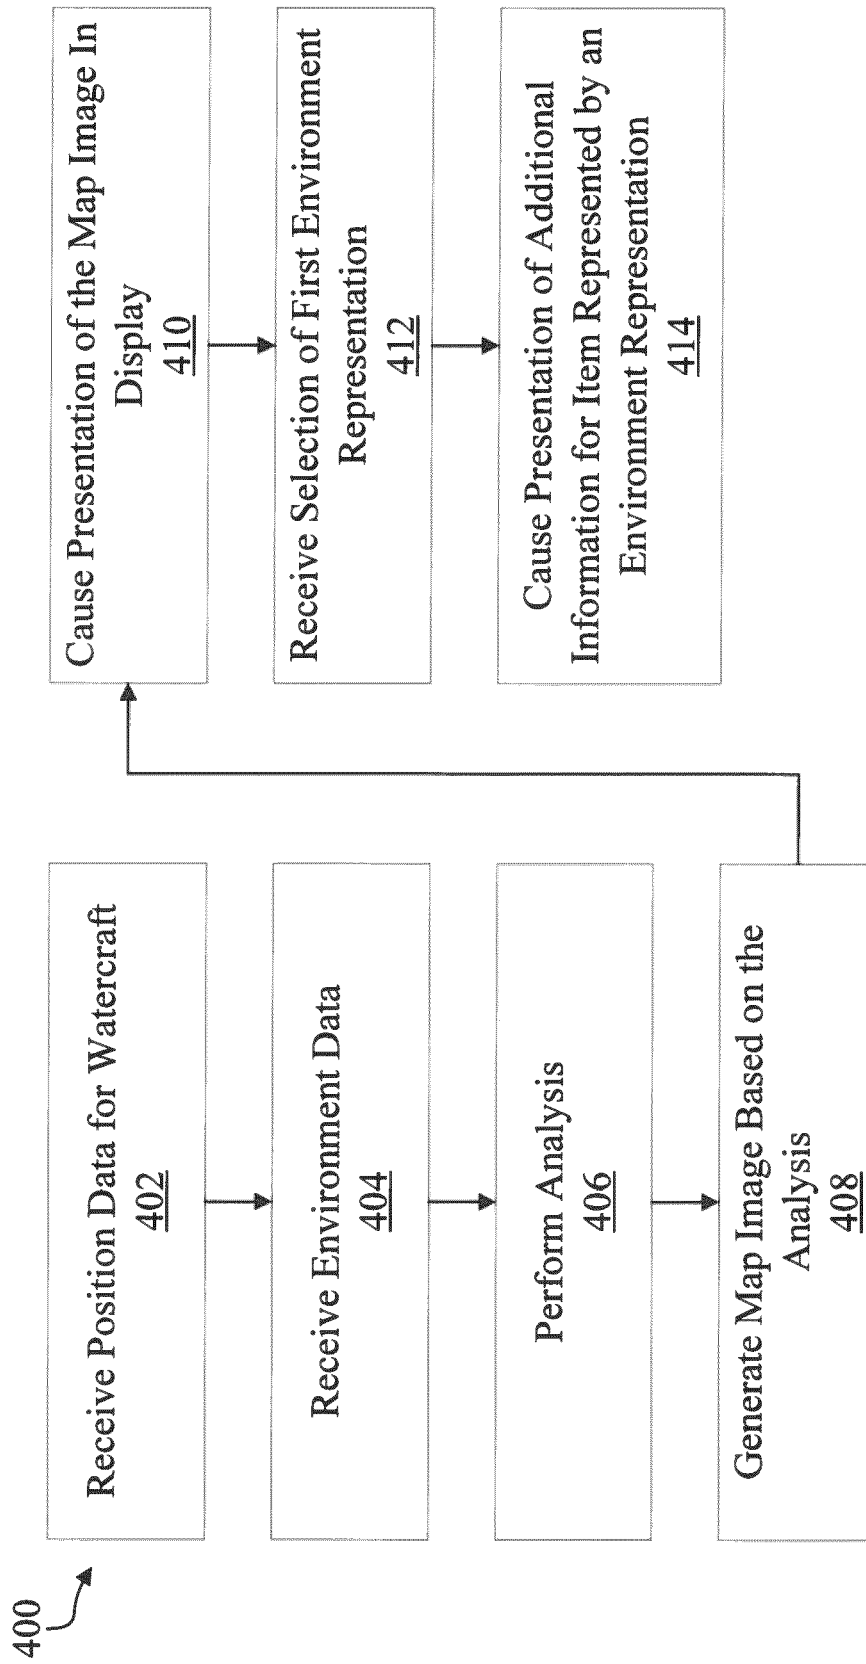 400
Receive Position Data for Watercraft
402
Receive Environment Data
404
Perform Analysis
406
Generate Map Image Based on the
Analysis
408
Cause Presentation of the Map Image In
Display
410
Receive Selection of First Environment
Representation
412
Cause Presentation of Additional
Information for Item Represented by an
Environment Representation
414